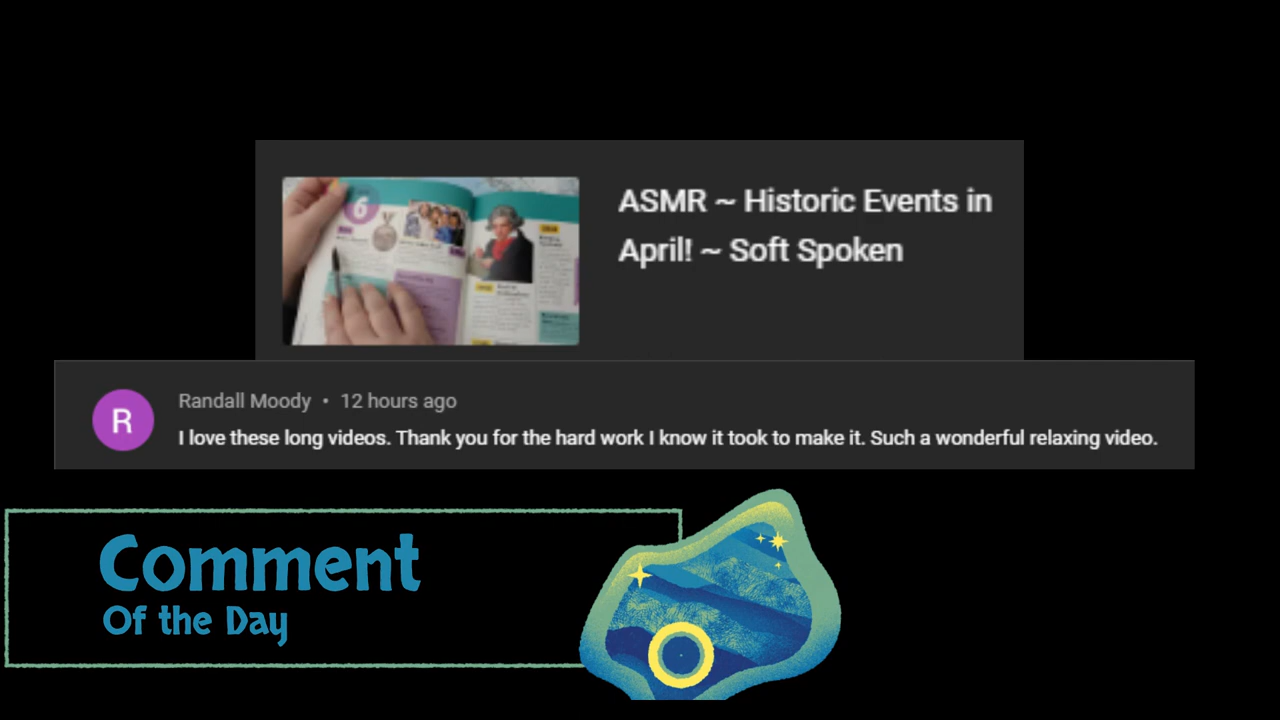 6
ASMR ~ Historic Events in
April! ~ Soft Spoken
R
Randall Moody • 12 hours ago
I love these long videos. Thank you for the hard work I know it took to make it. Such a wonderful relaxing video.
Comment
Of the Day